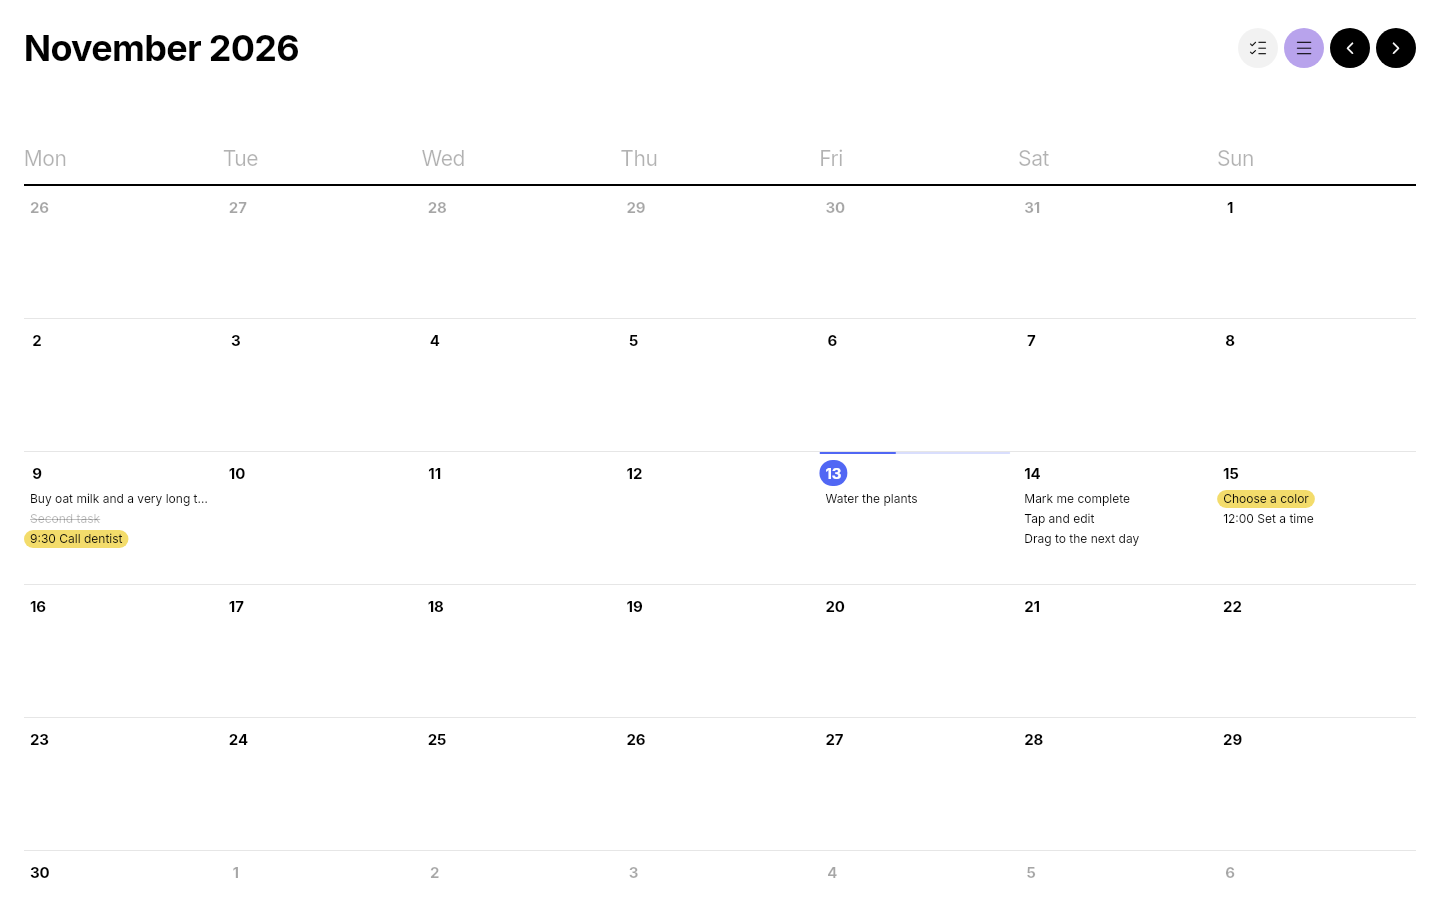 November 2026
Mon Tue Wed Thu Fri Sat Sun
26 27 28 29 30 31 1
2 3 4 5 6 7 8
9 10 11 12 13 14 15
Buy oat milk and a very long t... Water the plants Mark me complete Choose a color
Second task Tap and edit 12:00 Set a time
9:30 Call dentist Drag to the next day
16 17 18 19 20 21 22
23 24 25 26 27 28 29
30 1 2 3 4 5 6